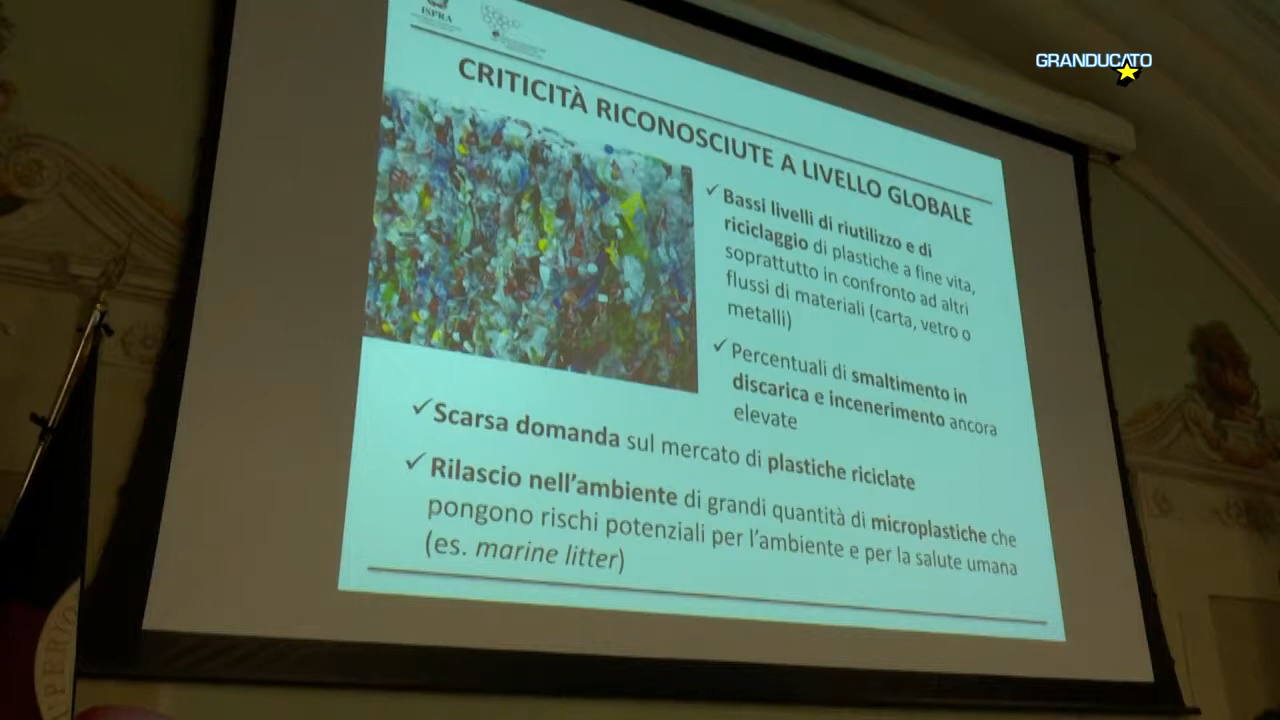 GRANDUCATO
ISPRA
CRITICITÀ RICONOSCIUTE A LIVELLO GLOBALE
✓ Bassi livelli di riutilizzo e di
riciclaggio di plastiche a fine vita,
soprattutto in confronto ad altri
flussi di materiali (carta, vetro o
metalli)
✓ Percentuali di smaltimento in
discarica e incenerimento ancora
elevate
✓ Scarsa domanda sul mercato di plastiche riciclate
✓ Rilascio nell’ambiente di grandi quantità di microplastiche che
pongono rischi potenziali per l’ambiente e per la salute umana
(es. marine litter)